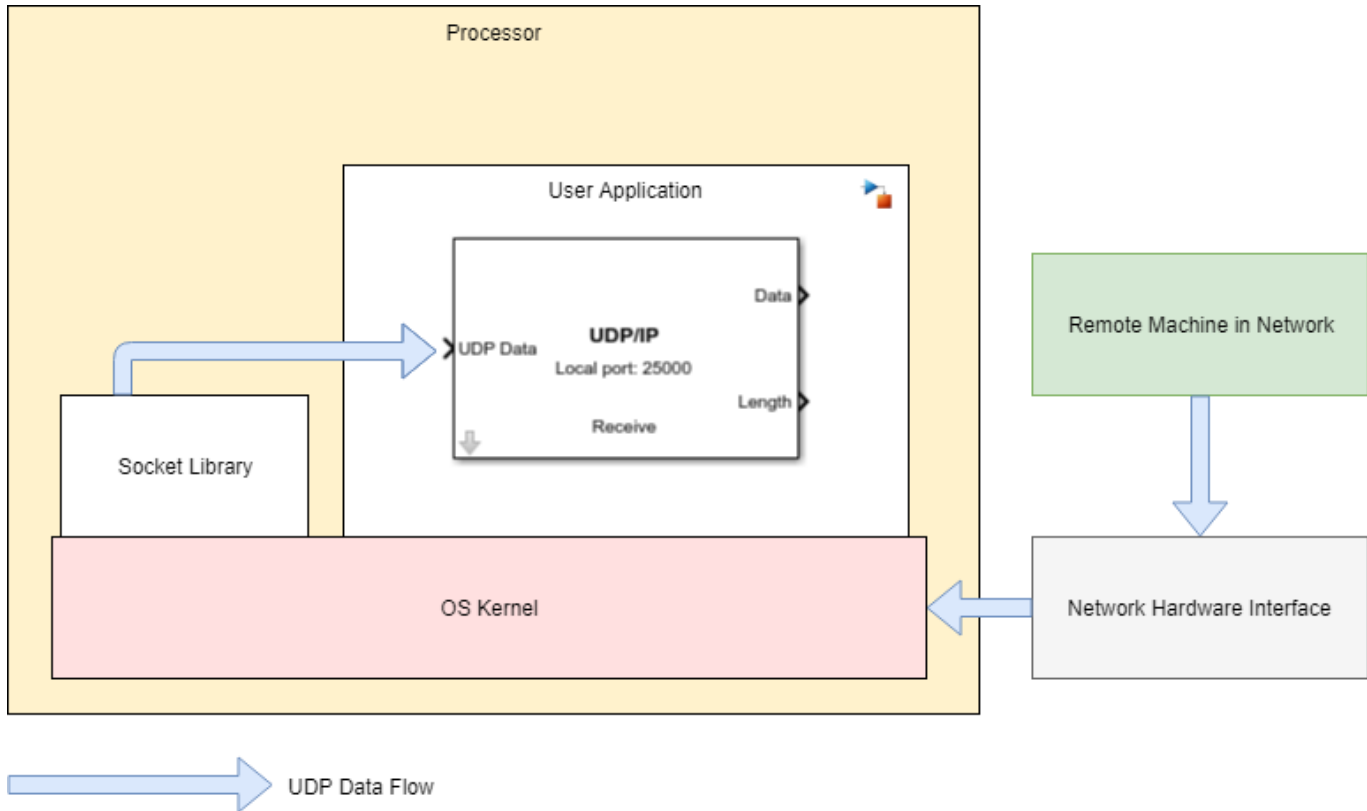 Processor
User Application
Data
UDP Data
UDP/IP
Local port: 25000
Length
Receive
Socket Library
OS Kernel
Remote Machine in Network
Network Hardware Interface
UDP Data Flow